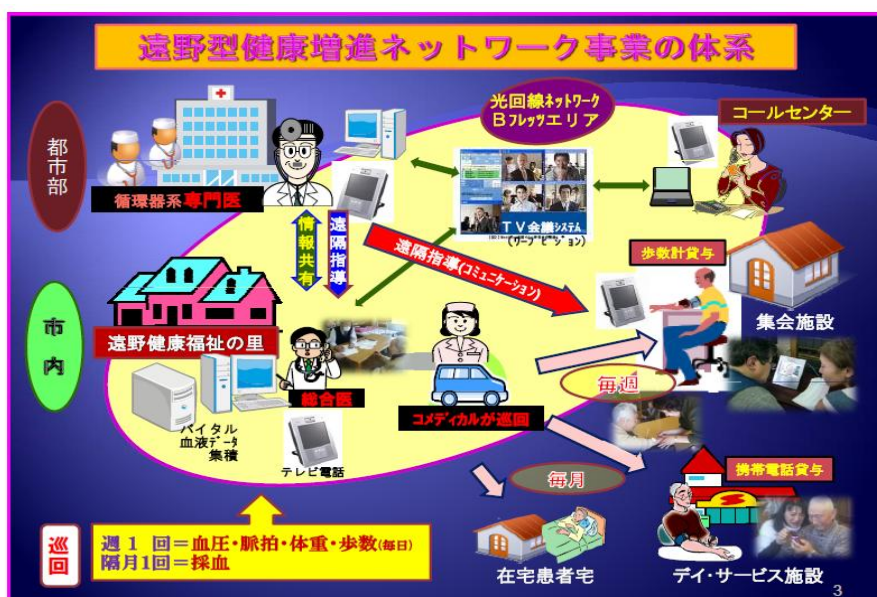 遠野型健康増進ネットワーク事業の体系
都市部
循環器系専門医
光回線ネットワーク
Bフレッツエリア
コールセンター
TV会議システム
(ワープビジョン)
情報共有
遠隔指導
遠隔指導(コミュニケーション)
歩数計貸与
集会施設
市内
遠野健康福祉の里
総合医
バイタル
血液データ
集積
テレビ電話
コメディカルが巡回
毎週
毎月
携帯電話貸与
在宅患者宅
デイ・サービス施設
巡回
週1回=血圧・脈拍・体重・歩数(毎日)
隔月1回=採血
3